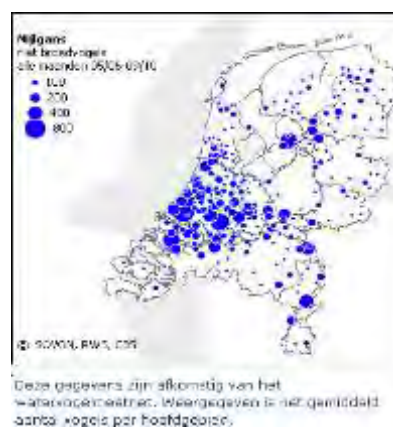 Nijlgans
niet broedvogels
alle maanden 05/06-09/10
200
400
800
© SOVON, RWS, CBS
Deze gegevens zijn afkomstig van het
watervogelmeetnet. Weergegeven is het gemiddeld
aantal vogels per hoofdgebied.